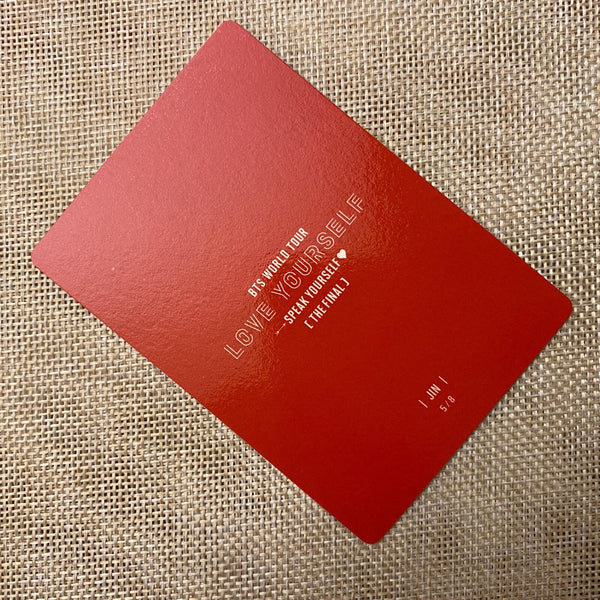 BTS WORLD TOUR
LOVE YOURSELF
SPEAK YOURSELF♥
[ THE FINAL ]
| JIN |
5/8